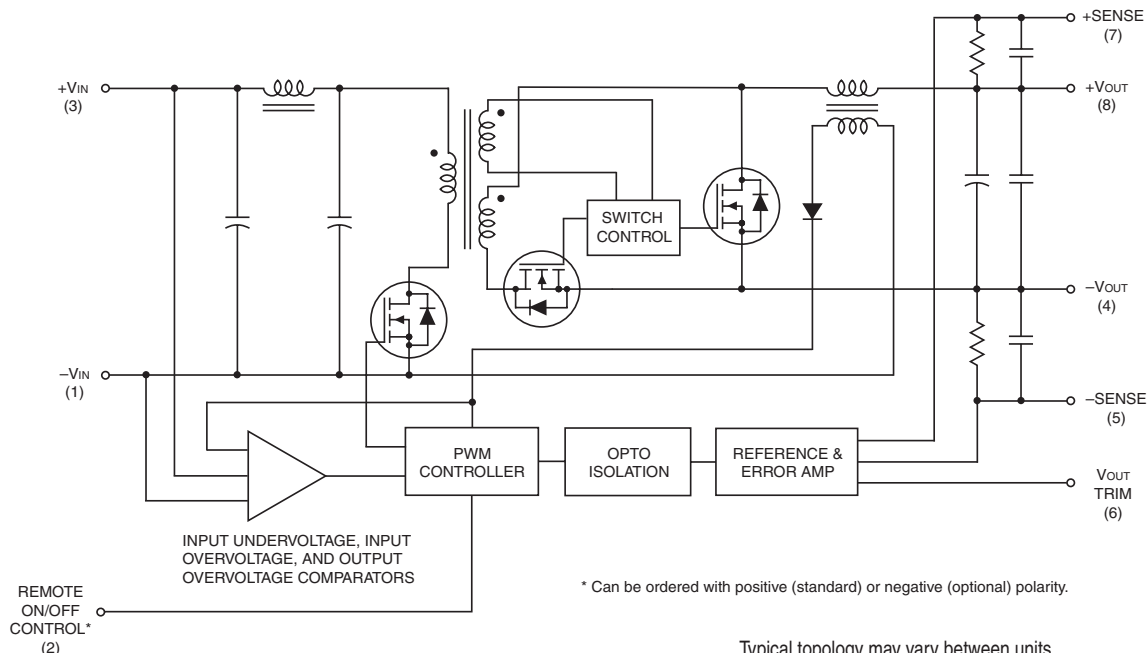 +SENSE
(7)
+VIN
(3)
+VOUT
(8)
SWITCH
CONTROL
–VOUT
(4)
–VIN
(1)
–SENSE
(5)
PWM
CONTROLLER
OPTO
ISOLATION
REFERENCE &
ERROR AMP
VOUT
TRIM
(6)
INPUT UNDERVOLTAGE, INPUT
OVERVOLTAGE, AND OUTPUT
OVERVOLTAGE COMPARATORS
* Can be ordered with positive (standard) or negative (optional) polarity.
REMOTE
ON/OFF
CONTROL*
(2)
Typical topology may vary between units